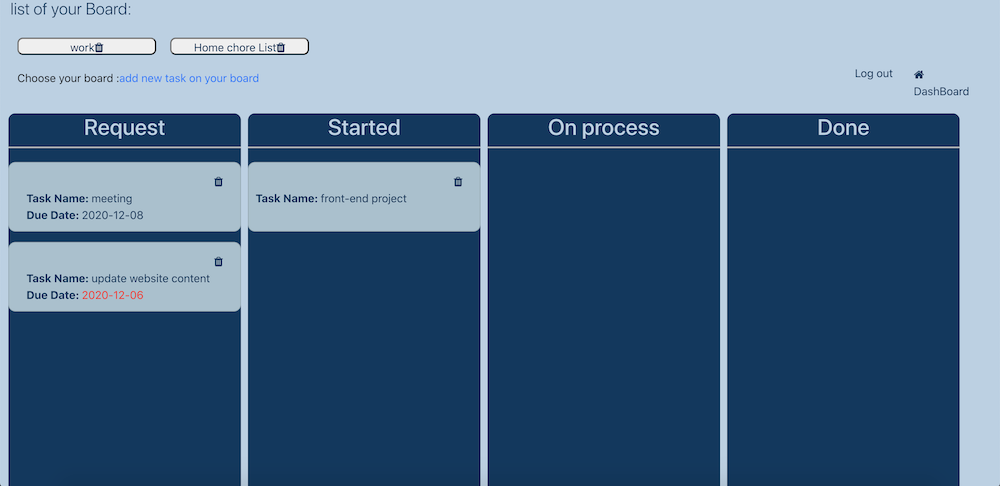 list of your Board:
work
Home chore List
Choose your board :add new task on your board
Log out
DashBoard
Request
Started
On process
Done
Task Name: meeting
Due Date: 2020-12-08
Task Name: update website content
Due Date: 2020-12-06
Task Name: front-end project